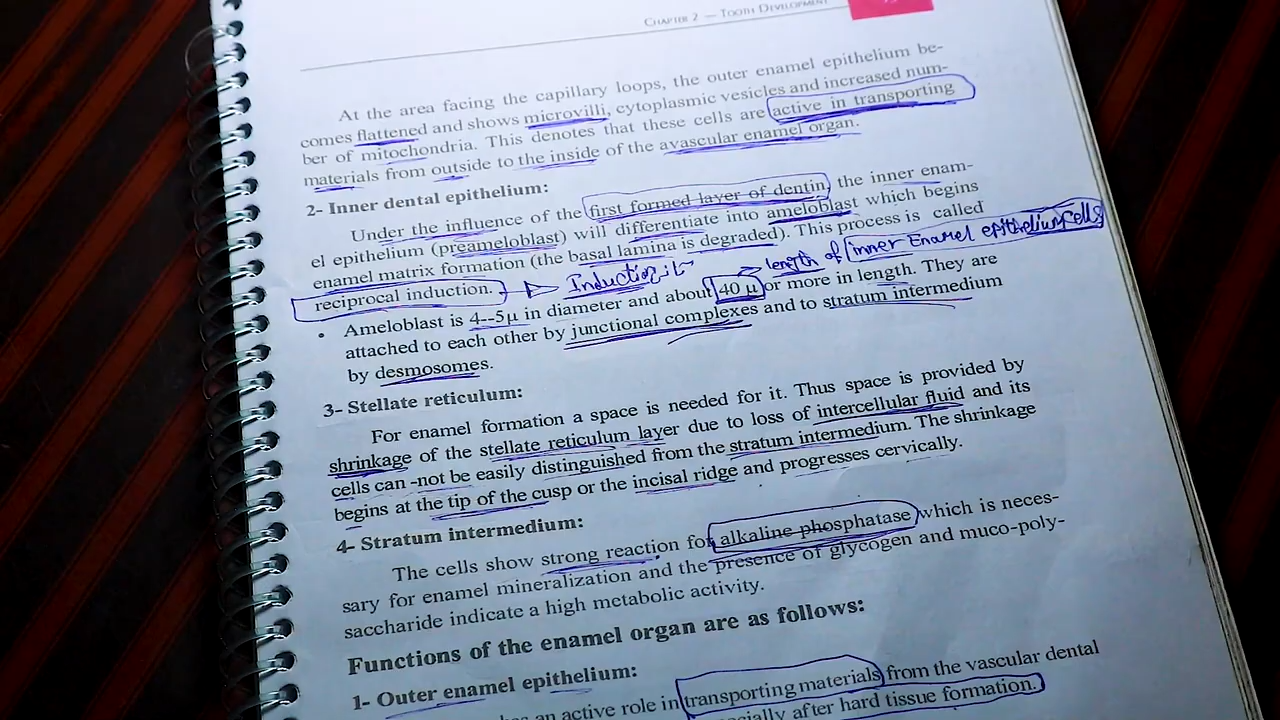 CHAPTER 2 — TOOTH DEVELOPMENT
At the area facing the capillary loops, the outer enamel epithelium be-
comes flattened and shows microvilli, cytoplasmic vesicles and increased num-
ber of mitochondria. This denotes that these cells are active in transporting
materials from outside to the inside of the avascular enamel organ.
2- Inner dental epithelium:
Under the influence of the first formed layer of dentin, the inner enam-
el epithelium (preameloblast) will differentiate into ameloblast which begins
enamel matrix formation (the basal lamina is degraded). This process is called
length of inner Enamel epithelium cells
reciprocal induction. Induction
• Ameloblast is 4--5µ in diameter and about 40 µ or more in length. They are
attached to each other by junctional complexes and to stratum intermedium
by desmosomes.
3- Stellate reticulum:
For enamel formation a space is needed for it. Thus space is provided by
shrinkage of the stellate reticulum layer due to loss of intercellular fluid and its
cells can -not be easily distinguished from the stratum intermedium. The shrinkage
begins at the tip of the cusp or the incisal ridge and progresses cervically.
4- Stratum intermedium:
The cells show strong reaction for alkaline phosphatase which is neces-
sary for enamel mineralization and the presence of glycogen and muco-poly-
saccharide indicate a high metabolic activity.
Functions of the enamel organ are as follows:
1- Outer enamel epithelium:
an active role in transporting materials from the vascular dental
after hard tissue formation.